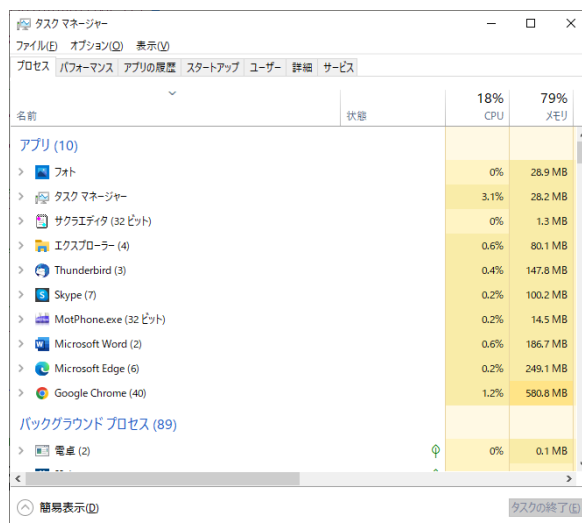 タスク マネージャー
ファイル(F) オプション(O) 表示(V)
プロセス パフォーマンス アプリの履歴 スタートアップ ユーザー 詳細 サービス
18% 79%
名前 状態 CPU メモリ
アプリ (10)
フォト 0% 28.9 MB
タスク マネージャー 3.1% 28.2 MB
サクラエディタ (32 ビット) 0% 1.3 MB
エクスプローラー (4) 0.6% 80.1 MB
Thunderbird (3) 0.4% 147.8 MB
Skype (7) 0.2% 100.2 MB
MotPhone.exe (32 ビット) 0.2% 14.5 MB
Microsoft Word (2) 0.6% 186.7 MB
Microsoft Edge (6) 0.2% 249.1 MB
Google Chrome (40) 1.2% 580.8 MB
バックグラウンド プロセス (89)
電卓 (2) 0% 0.1 MB
簡易表示(D) タスクの終了(E)